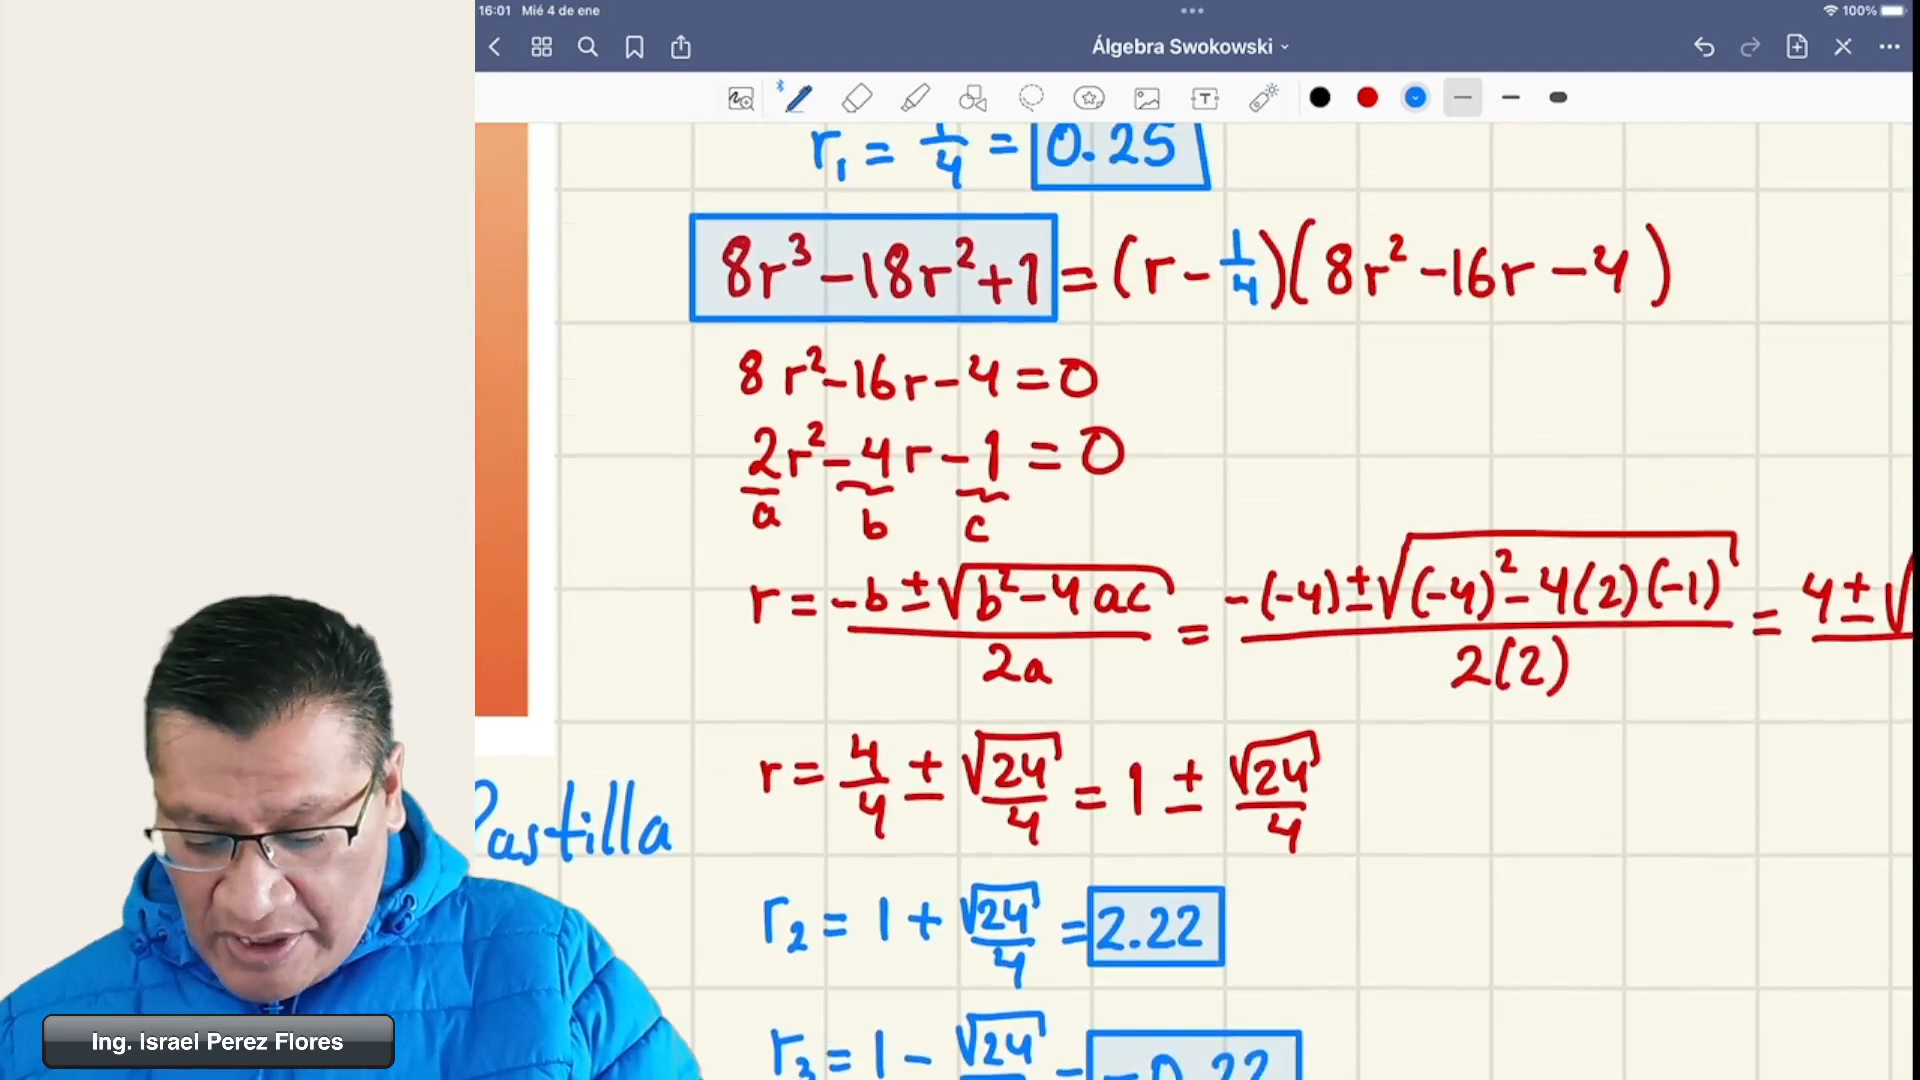 16:01 Mié 4 de ene
100%
Álgebra Swokowski
r₁ = 1/4 = 0.25
8r³ - 18r² + 1 = (r - 1/4)(8r² - 16r - 4)
8r² - 16r - 4 = 0
2r² - 4r - 1 = 0
a b c
r = -b ± √(b² - 4ac) / 2a = -(-4) ± √((-4)² - 4(2)(-1)) / 2(2) = 4 ± √
r = 4/4 ± √24/4 = 1 ± √24/4
Pastilla
r₂ = 1 + √24/4 = 2.22
r₃ = 1 - √24 = -0.22
Ing. Israel Perez Flores